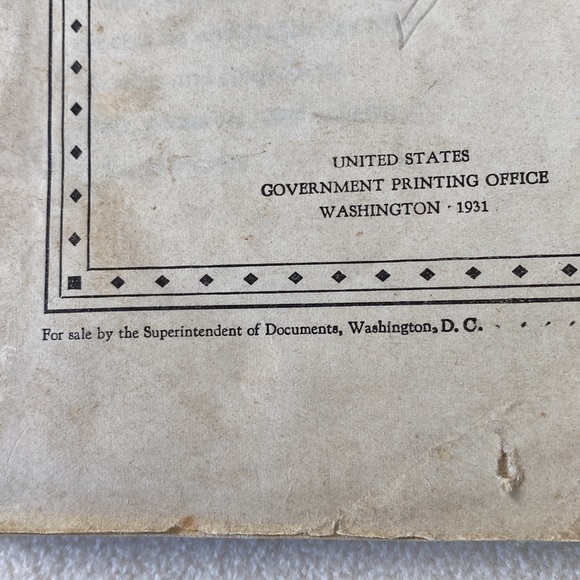 UNITED STATES
GOVERNMENT PRINTING OFFICE
WASHINGTON · 1931
For sale by the Superintendent of Documents, Washington, D. C. . . . .